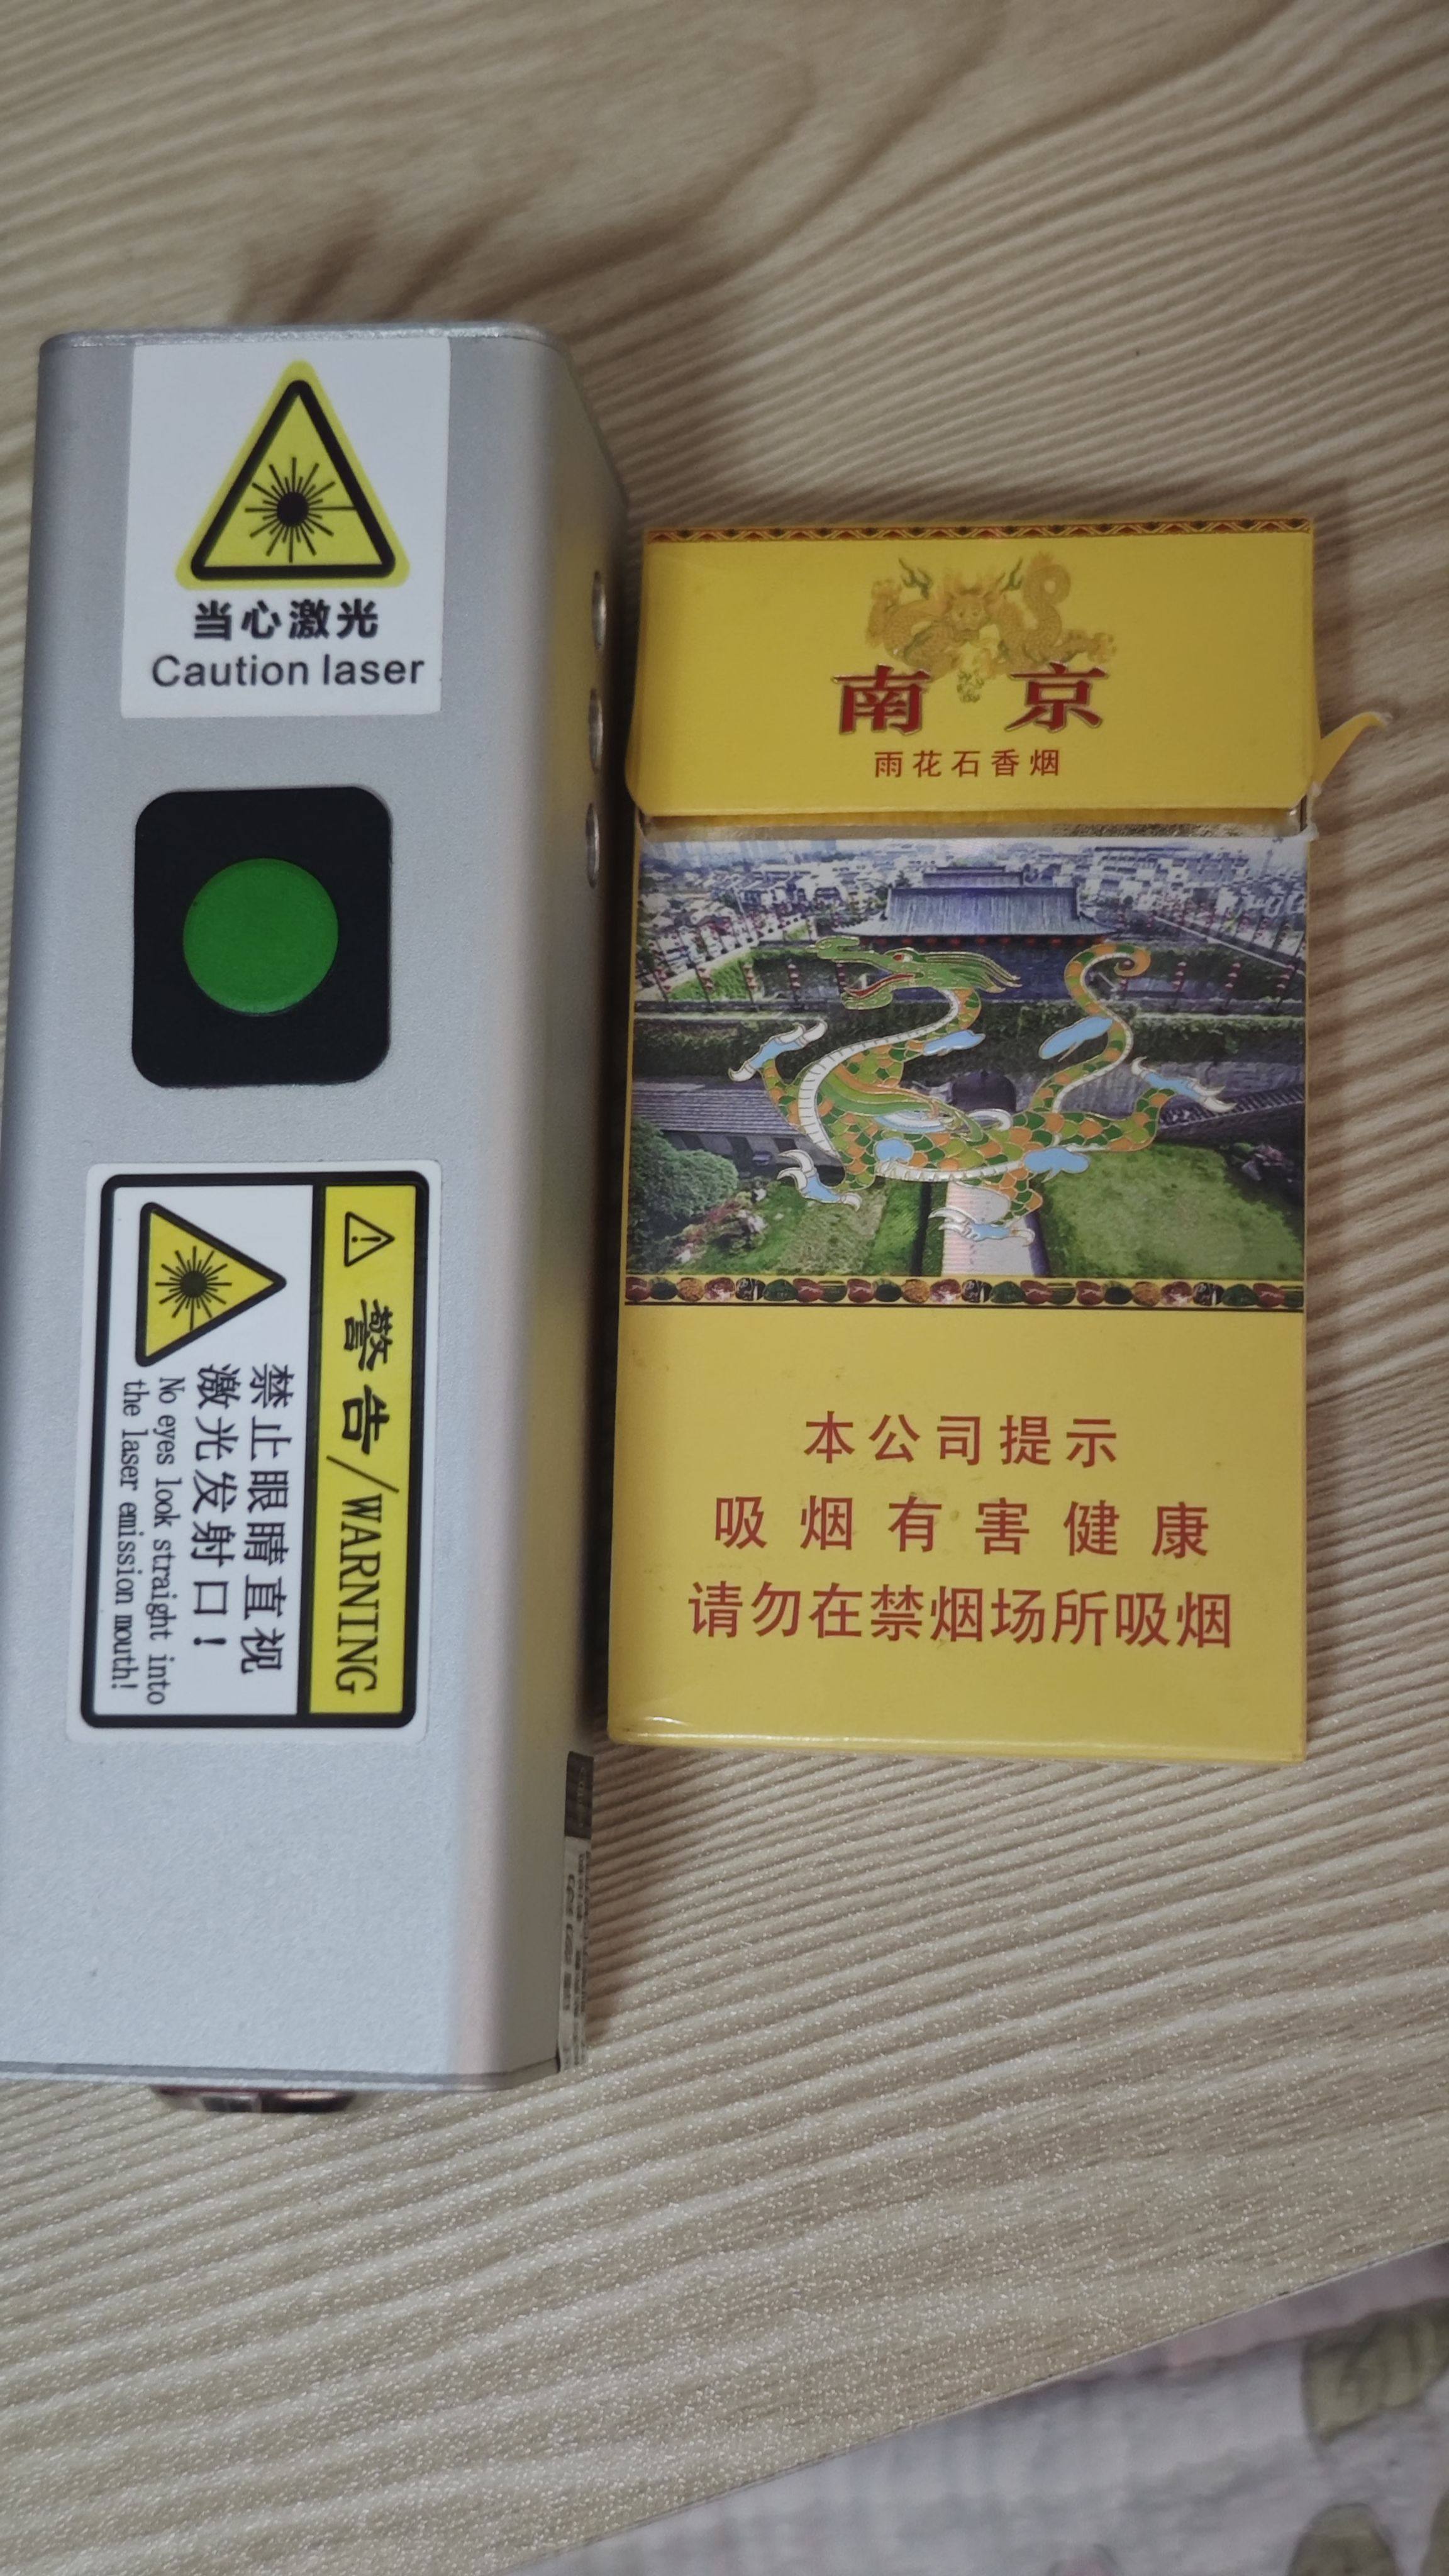 当心激光
Caution laser
警告/WARNING
禁止眼睛直视
激光发射口！
No eyes look straight into
the laser emission mouth!
南京
雨花石香烟
本公司提示
吸烟有害健康
请勿在禁烟场所吸烟